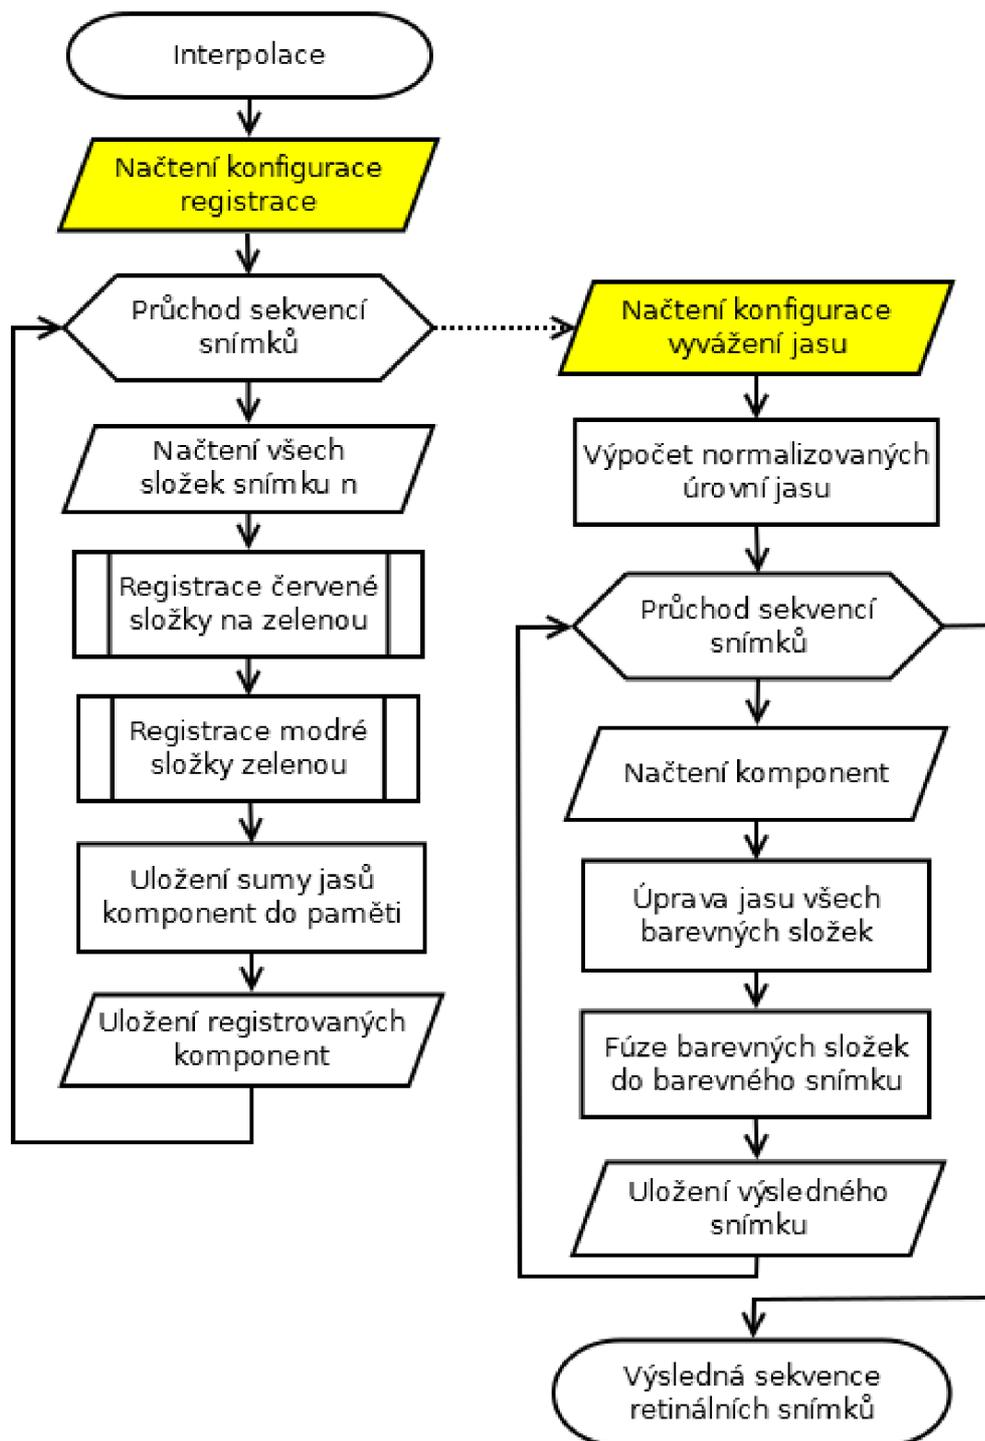 Interpolace
Načtení konfigurace
registrace
Průchod sekvencí
snímků
Načtení všech
složek snímku n
Registrace červené
složky na zelenou
Registrace modré
složky zelenou
Uložení sumy jasů
komponent do paměti
Uložení registrovaných
komponent
Načtení konfigurace
vyvážení jasu
Výpočet normalizovaných
úrovní jasu
Průchod sekvencí
snímků
Načtení komponent
Úprava jasu všech
barevných složek
Fúze barevných složek
do barevného snímku
Uložení výsledného
snímku
Výsledná sekvence
retinálních snímků